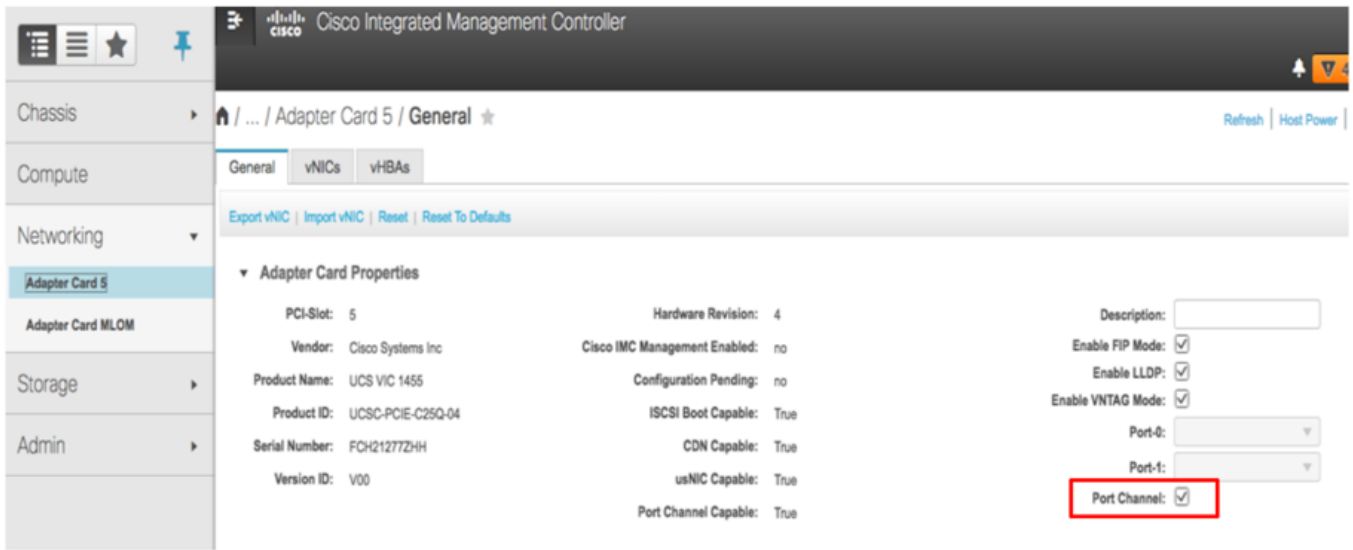 cisco Cisco Integrated Management Controller
/ ... / Adapter Card 5 / General
Refresh | Host Power |
General vNICs vHBAs
Export vNIC | Import vNIC | Reset | Reset To Defaults
Chassis
Compute
Networking
Adapter Card 5
Adapter Card MLOM
Storage
Admin
Adapter Card Properties
PCI-Slot: 5
Vendor: Cisco Systems Inc
Product Name: UCS VIC 1455
Product ID: UCSC-PCIE-C25Q-04
Serial Number: FCH21277ZHH
Version ID: V00
Hardware Revision: 4
Cisco IMC Management Enabled: no
Configuration Pending: no
ISCSI Boot Capable: True
CDN Capable: True
usNIC Capable: True
Port Channel Capable: True
Description:
Enable FIP Mode:
Enable LLDP:
Enable VNTAG Mode:
Port-0:
Port-1:
Port Channel: